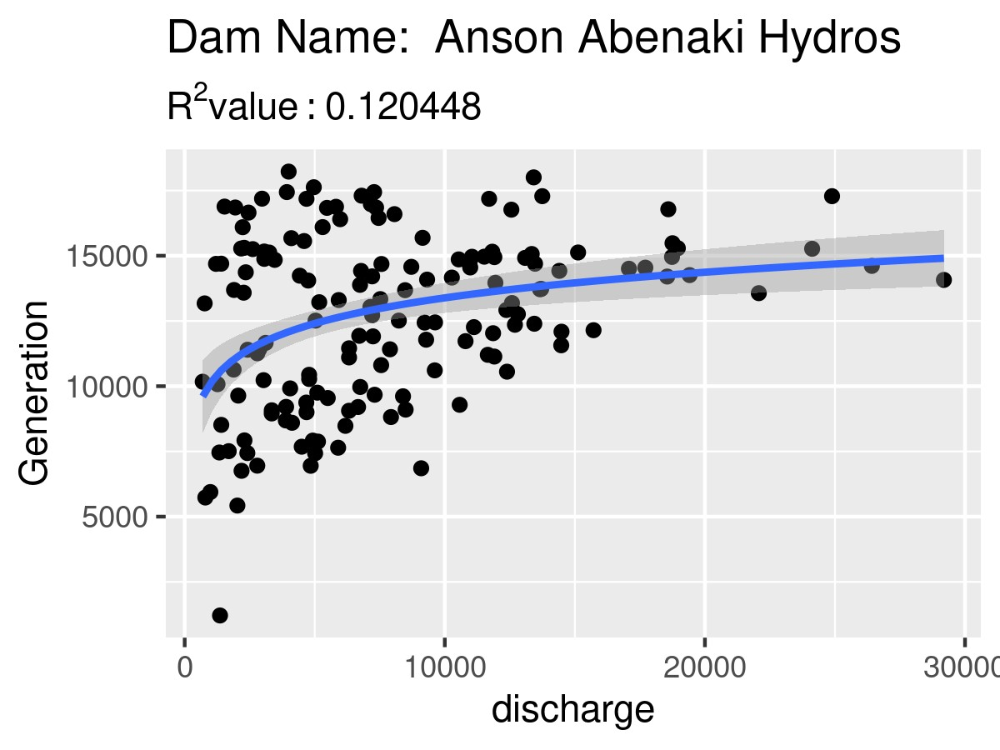 Dam Name:  Anson Abenaki Hydros
R²value : 0.120448
Generation
15000
10000
5000
0 10000 20000 30000
discharge